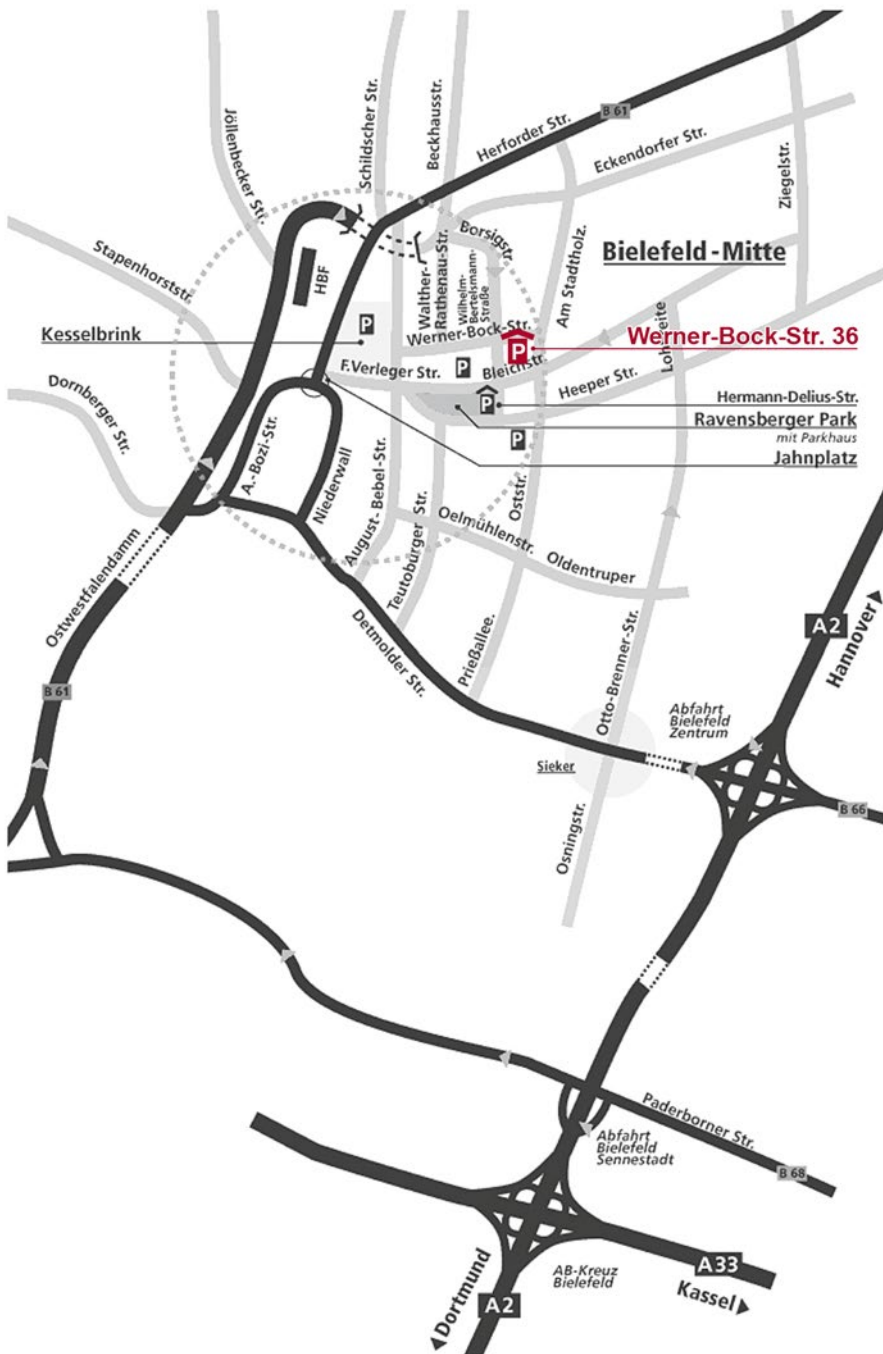 B 61
Herforder Str.
Jöllenbecker Str.
Schildscher Str.
Beckhausstr.
Eckendorfer Str.
Ziegelstr.
Stapenhorststr.
HBF
Borsigstr
Walther-
Rathenau-Str.
Wilhelm-
Bertelsmann-
Straße
Am Stadtholz.
Bielefeld-Mitte
Kesselbrink
P
Werner-Bock-Str.
P
Werner-Bock-Str. 36
F.Verleger Str.
P
Bleichstr.
Heeper Str.
Dornberger Str.
P
Hermann-Delius-Str.
Ravensberger Park
mit Parkhaus
P
Jahnplatz
A.-Bozi-Str.
Niederwall
August-Bebel-Str.
Teutoburger Str.
Oststr.
Oelmühlenstr.
Oldentruper
Ostwestfalendamm
Detmolder Str.
Prießallee.
Otto-Brenner-Str.
A2
Hannover
B 61
Abfahrt
Bielefeld
Zentrum
Sieker
B 66
Osningstr.
Paderborner Str.
Abfahrt
Bielefeld
Sennestadt
B 68
AB-Kreuz
Bielefeld
A33
Kassel
Dortmund
A2